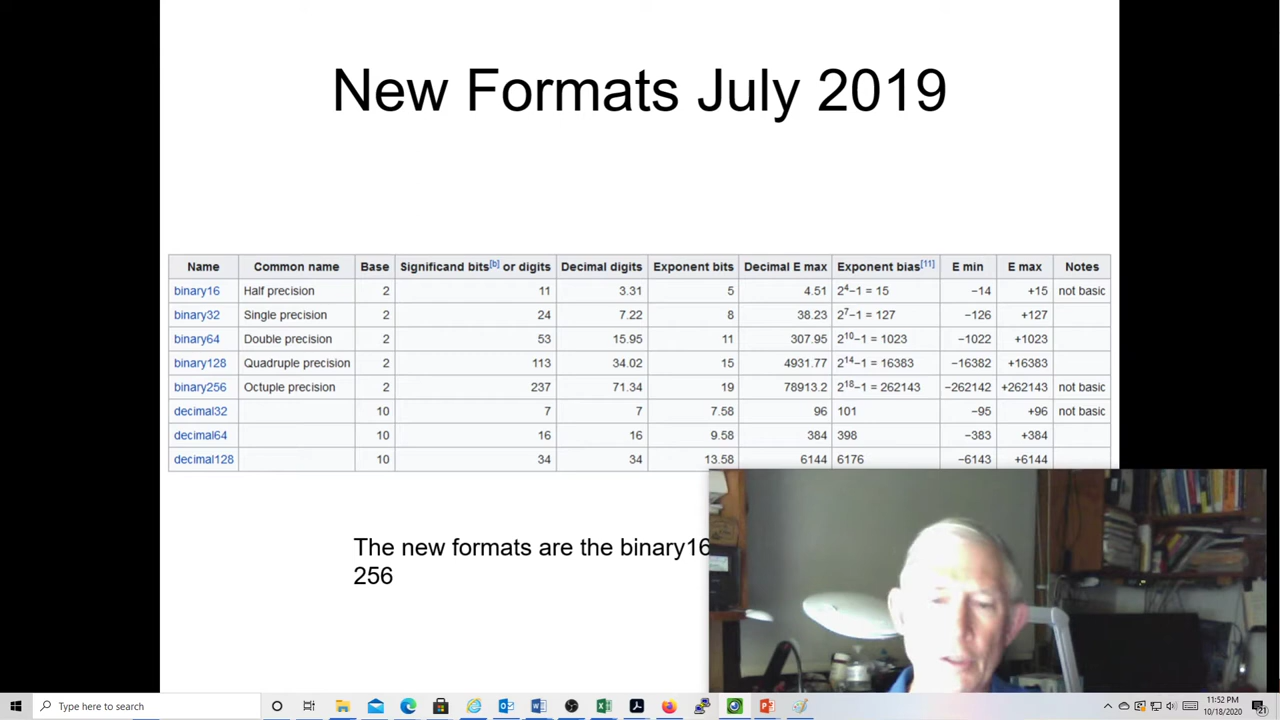 New Formats July 2019
Name Common name Base Significand bits[b] or digits Decimal digits Exponent bits Decimal E max Exponent bias[11] E min E max Notes
binary16 Half precision 2 11 3.31 5 4.51 2⁴−1 = 15 −14 +15 not basic
binary32 Single precision 2 24 7.22 8 38.23 2⁷−1 = 127 −126 +127
binary64 Double precision 2 53 15.95 11 307.95 2¹⁰−1 = 1023 −1022 +1023
binary128 Quadruple precision 2 113 34.02 15 4931.77 2¹⁴−1 = 16383 −16382 +16383
binary256 Octuple precision 2 237 71.34 19 78913.2 2¹⁸−1 = 262143 −262142 +262143 not basic
decimal32 10 7 7 7.58 96 101 −95 +96 not basic
decimal64 10 16 16 9.58 384 398 −383 +384
decimal128 10 34 34 13.58 6144 6176 −6143 +6144
The new formats are the binary16
256
Type here to search
11:52 PM
10/18/2020
21